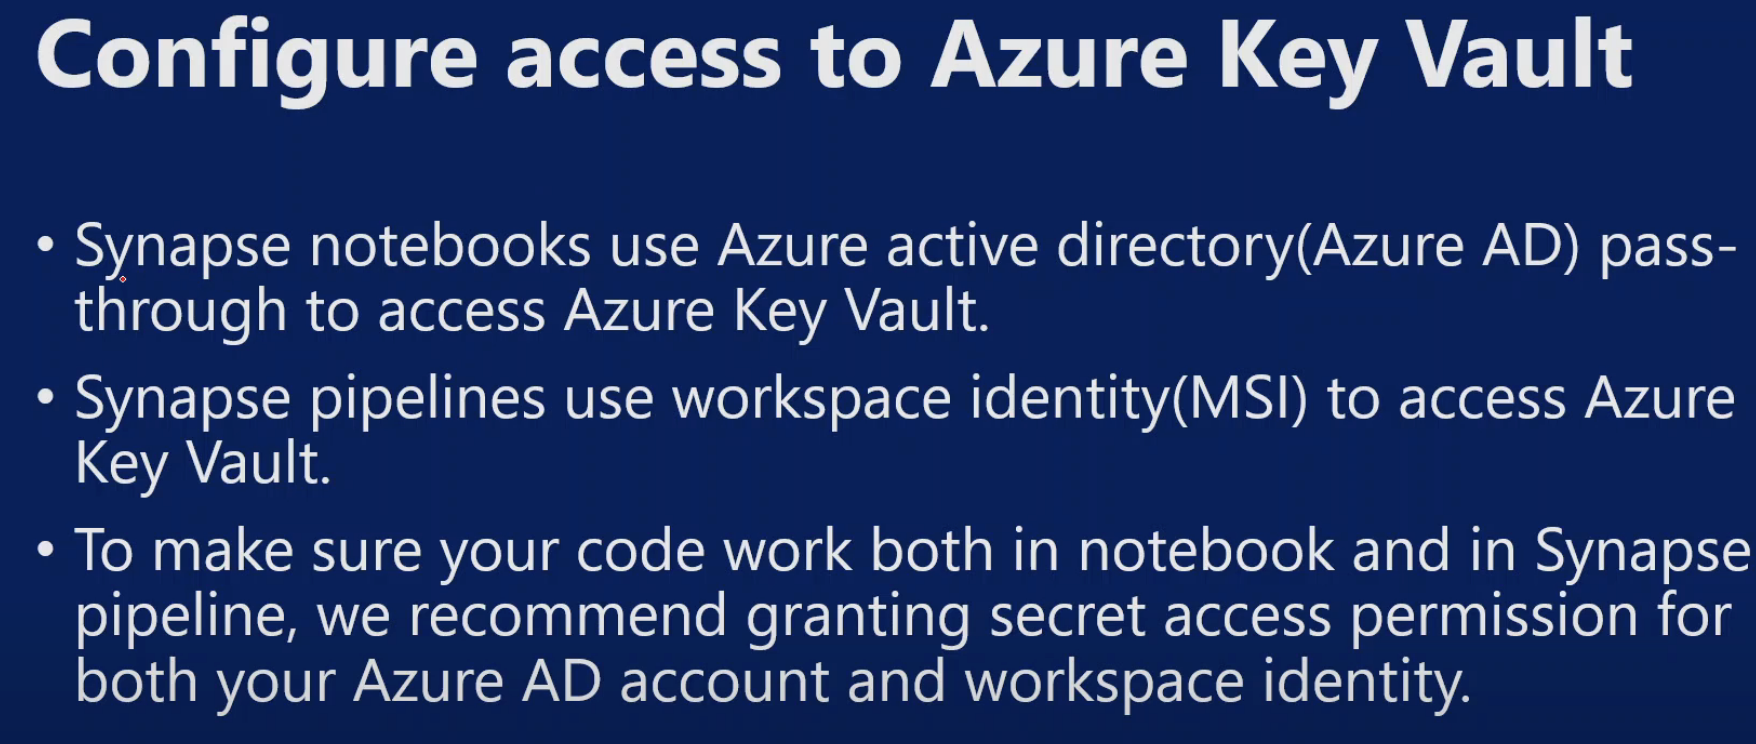 Configure access to Azure Key Vault
• Synapse notebooks use Azure active directory(Azure AD) pass-
through to access Azure Key Vault.
• Synapse pipelines use workspace identity(MSI) to access Azure
Key Vault.
• To make sure your code work both in notebook and in Synapse
pipeline, we recommend granting secret access permission for
both your Azure AD account and workspace identity.